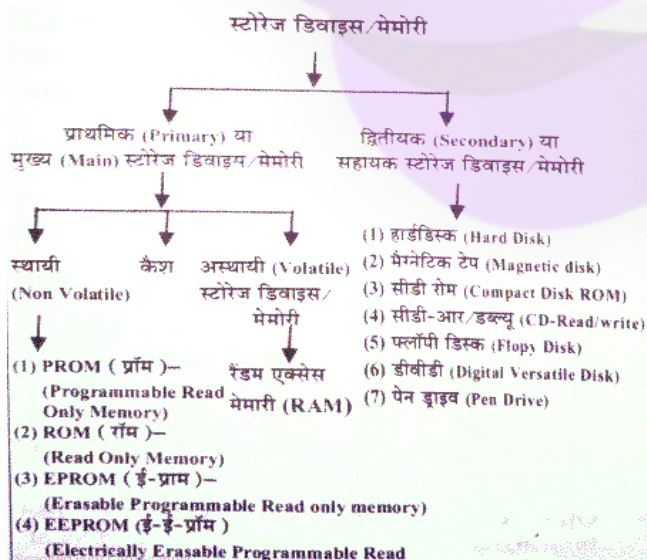 स्टोरेज डिवाइस/मेमोरी
प्राथमिक (Primary) या
मुख्य (Main) स्टोरेज डिवाइस/मेमोरी
द्वितीयक (Secondary) या
सहायक स्टोरेज डिवाइस/मेमोरी
स्थायी
(Non Volatile)
कैश
अस्थायी (Volatile)
स्टोरेज डिवाइस/
मेमोरी
(1) PROM ( प्रॉम )–
(Programmable Read
Only Memory)
(2) ROM ( रॉम )–
(Read Only Memory)
(3) EPROM ( ई-प्राम )–
(Erasable Programmable Read only memory)
(4) EEPROM (ई-ई-प्रॉम )
(Electrically Erasable Programmable Read
रैंडम एक्सेस
मेमारी (RAM)
(1) हार्डडिस्क (Hard Disk)
(2) मैग्नेटिक टेप (Magnetic disk)
(3) सीडी रोम (Compact Disk ROM)
(4) सीडी-आर/डब्ल्यू (CD-Read/write)
(5) फ्लॉपी डिस्क (Flopy Disk)
(6) डीवीडी (Digital Versatile Disk)
(7) पेन ड्राइव (Pen Drive)